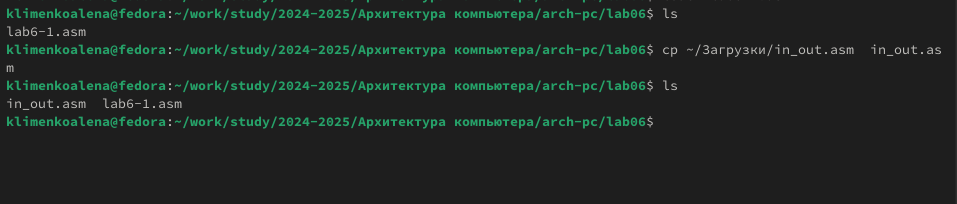 klimenkoalena@fedora:~/work/study/2024-2025/Архитектура компьютера/arch-pc/lab06$ ls
lab6-1.asm
klimenkoalena@fedora:~/work/study/2024-2025/Архитектура компьютера/arch-pc/lab06$ cp ~/Загрузки/in_out.asm  in_out.as
m
klimenkoalena@fedora:~/work/study/2024-2025/Архитектура компьютера/arch-pc/lab06$ ls
in_out.asm  lab6-1.asm
klimenkoalena@fedora:~/work/study/2024-2025/Архитектура компьютера/arch-pc/lab06$